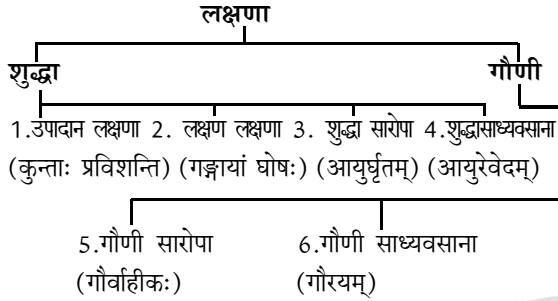 लक्षणा
शुद्धा गौणी
1.उपादान लक्षणा 2. लक्षण लक्षणा 3. शुद्धा सारोपा 4.शुद्धासाध्यवसाना
(कुन्ताः प्रविशन्ति) (गङ्गायां घोषः) (आयुर्घृतम्) (आयुरेवेदम्)
5.गौणी सारोपा 6.गौणी साध्यवसाना
(गौर्वाहीकः) (गौरयम्)